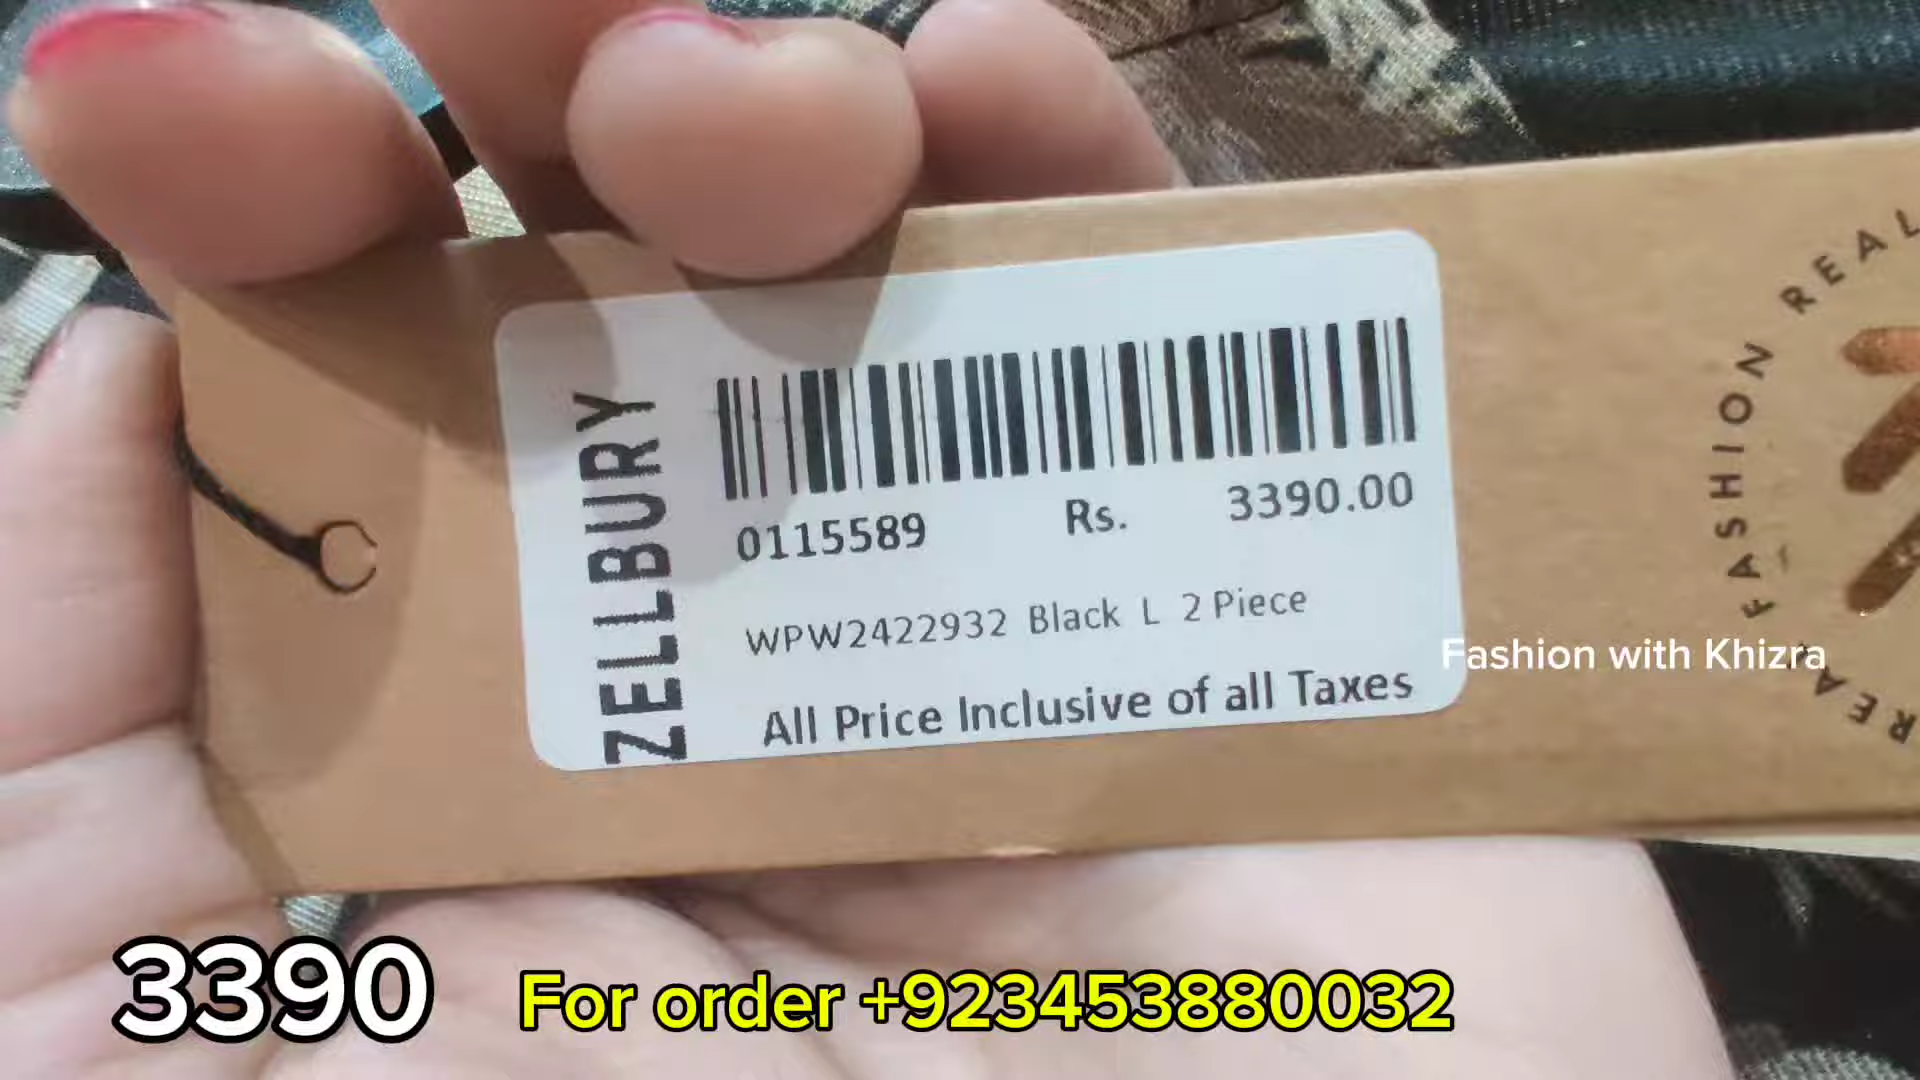 ZELLBURY
0115589 Rs. 3390.00
WPW2422932 Black L 2 Piece
All Price Inclusive of all Taxes
REAL FASHION REAL
Fashion with Khizra
3390
For order +923453880032